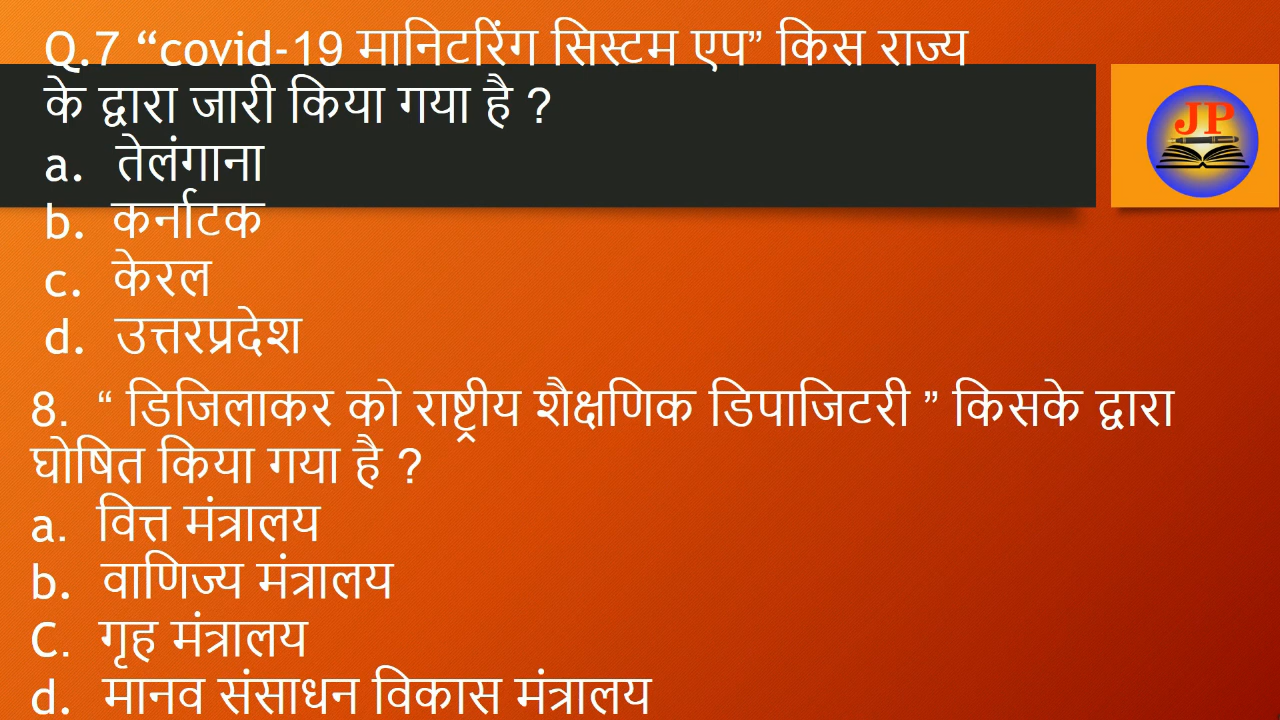 Q.7 “covid-19 मानिटरिंग सिस्टम एप” किस राज्य
के द्वारा जारी किया गया है ?
a. तेलंगाना
b. कर्नाटक
c. केरल
d. उत्तरप्रदेश
JP
8. “ डिजिलाकर को राष्ट्रीय शैक्षणिक डिपाजिटरी ” किसके द्वारा
घोषित किया गया है ?
a. वित्त मंत्रालय
b. वाणिज्य मंत्रालय
C. गृह मंत्रालय
d. मानव संसाधन विकास मंत्रालय